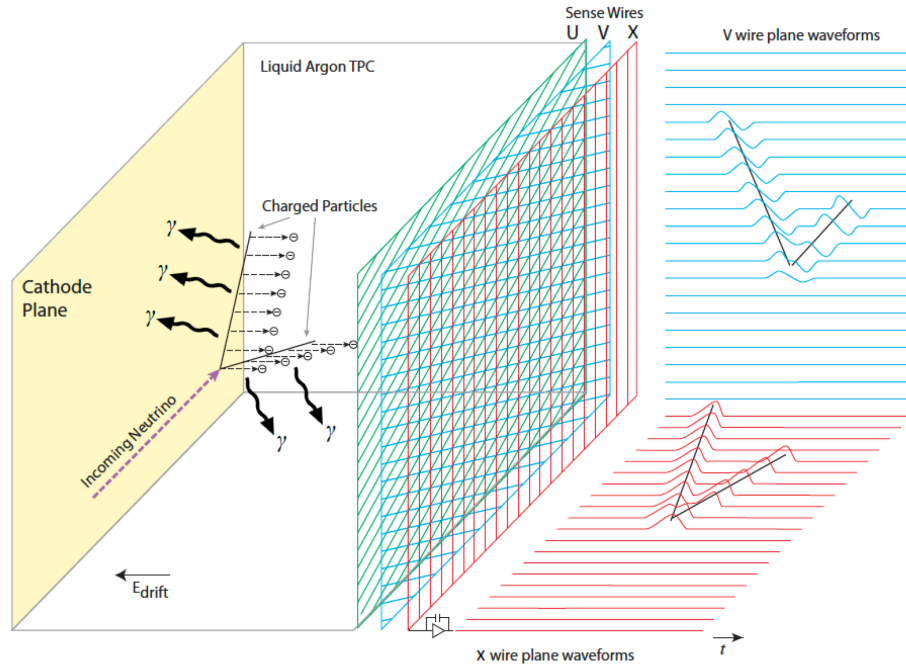 Sense Wires
U V X
V wire plane waveforms
Liquid Argon TPC
Charged Particles
γ
γ
γ
Cathode
Plane
γ
γ
Incoming Neutrino
Edrift
t
X wire plane waveforms